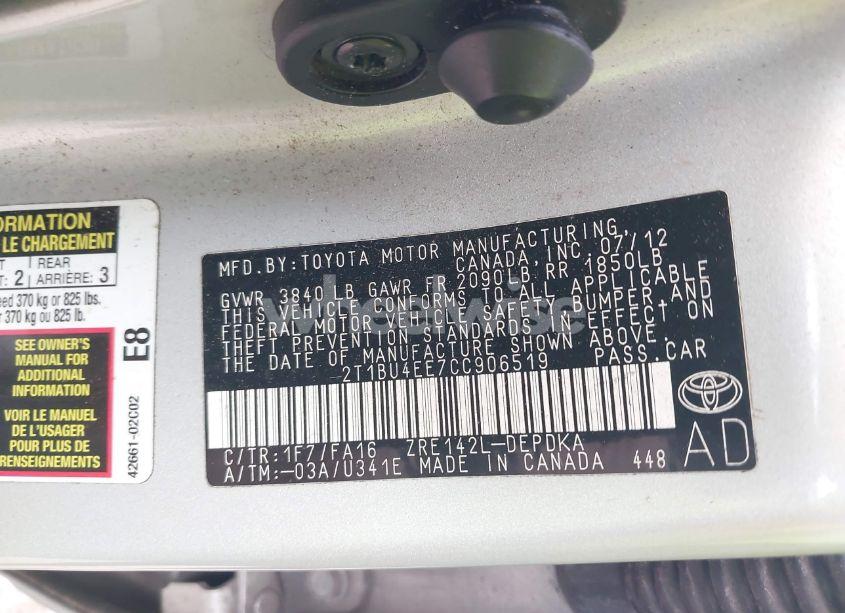 ORMATION
LE CHARGEMENT
REAR
2 ARRIÈRE: 3
eed 370 kg or 825 lbs.
r 370 kg ou 825 lb.
SEE OWNER'S
MANUAL FOR
ADDITIONAL
INFORMATION
VOIR LE MANUEL
DE L'USAGER
POUR PLUS DE
RENSEIGNEMENTS
E8
42661-02C02
MFD.BY:TOYOTA MOTOR MANUFACTURING,
CANADA,INC. 07/12
GVWR 3840LB GAWR FR 2090LB RR 1850LB
THIS VEHICLE CONFORMS TO ALL APPLICABLE
FEDERAL MOTOR VEHICLE SAFETY,BUMPER,AND
THEFT PREVENTION STANDARDS IN EFFECT ON
THE DATE OF MANUFACTURE SHOWN ABOVE.
2T1BU4EE7CC906519 PASS.CAR
C/TR:1F7/FA16 ZRE142L-DEPDKA
A/TM:-03A/U341E MADE IN CANADA 448
AD
wheelwise